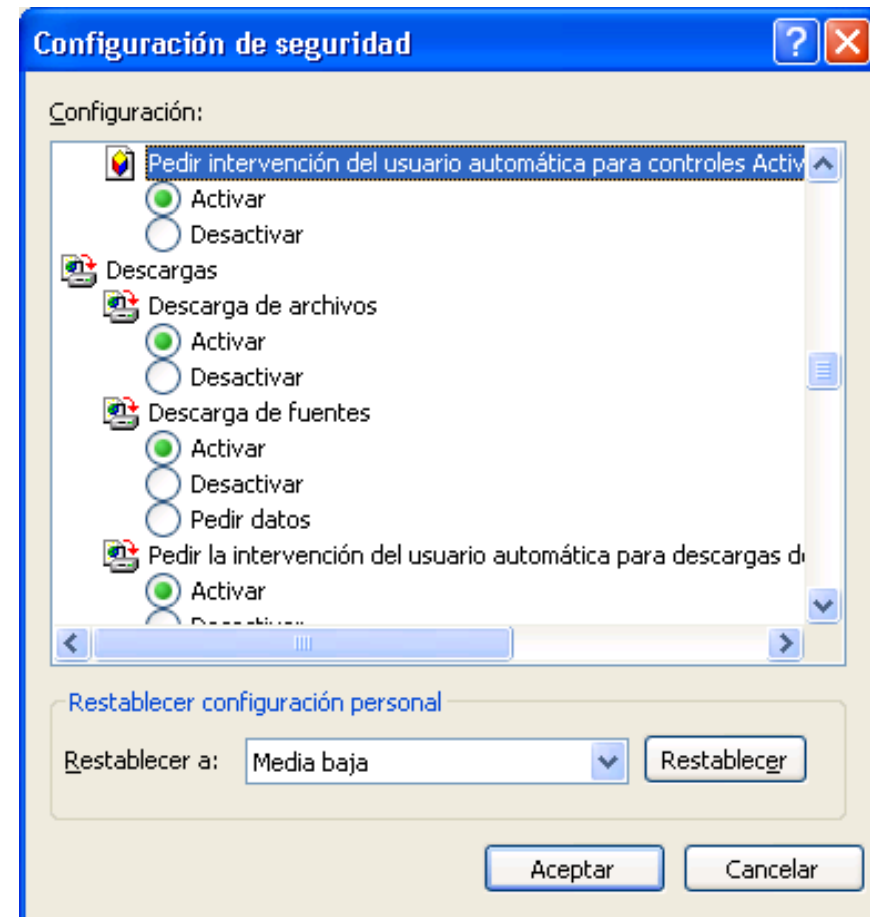 Configuración de seguridad
Configuración:
Pedir intervención del usuario automática para controles Activ
Activar
Desactivar
Descargas
Descarga de archivos
Activar
Desactivar
Descarga de fuentes
Activar
Desactivar
Pedir datos
Pedir la intervención del usuario automática para descargas de
Activar
Desactivar
Restablecer configuración personal
Restablecer a: Media baja Restablecer
Aceptar Cancelar